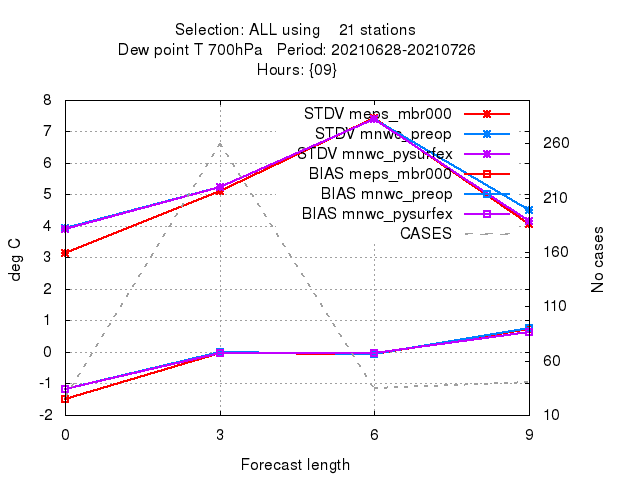 Selection: ALL using    21 stations
Dew point T 700hPa   Period: 20210628-20210726
Hours: {09}
STDV meps_mbr000
STDV mnwc_preop
STDV mnwc_pysurfex
BIAS meps_mbr000
BIAS mnwc_preop
BIAS mnwc_pysurfex
CASES
8
7
6
5
4
3
2
1
0
-1
-2
deg C
260
210
160
110
60
10
No cases
0 3 6 9
Forecast length